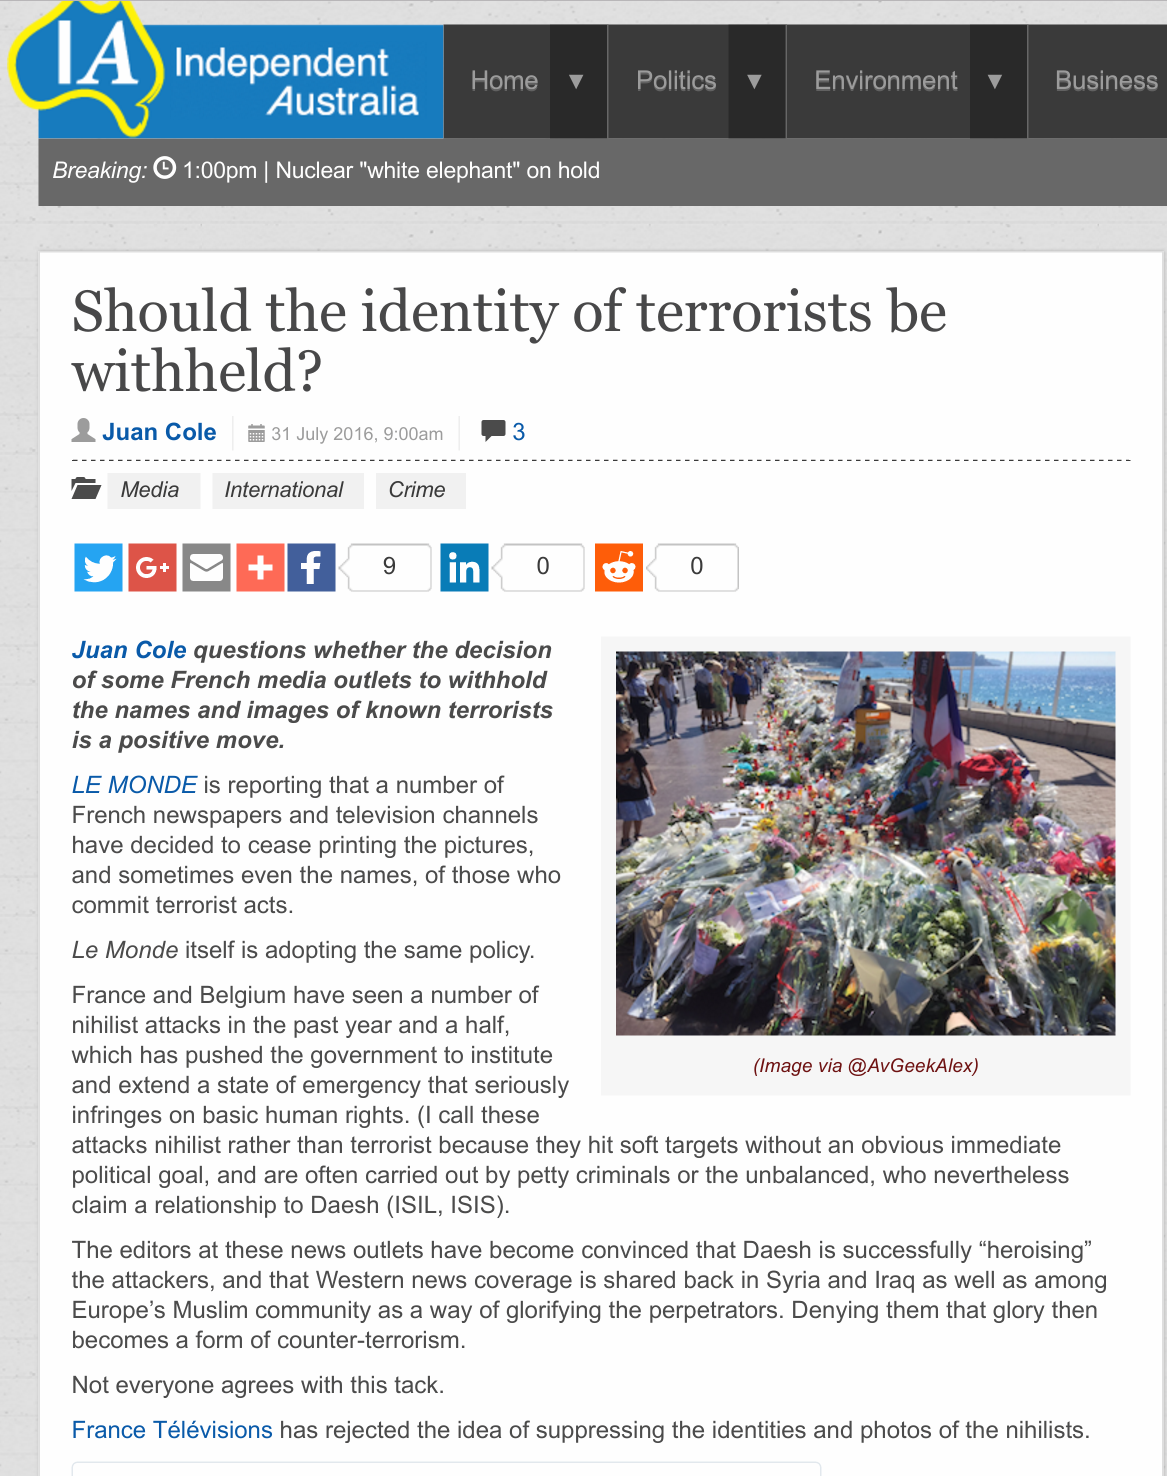 IA Independent
Australia
Home ▼ Politics ▼ Environment ▼ Business
Breaking: 1:00pm | Nuclear "white elephant" on hold
Should the identity of terrorists be
withheld?
Juan Cole 31 July 2016, 9:00am 3
Media International Crime
G+ f 9 in 0 0
Juan Cole questions whether the decision
of some French media outlets to withhold
the names and images of known terrorists
is a positive move.
LE MONDE is reporting that a number of
French newspapers and television channels
have decided to cease printing the pictures,
and sometimes even the names, of those who
commit terrorist acts.
Le Monde itself is adopting the same policy.
France and Belgium have seen a number of
nihilist attacks in the past year and a half,
which has pushed the government to institute
and extend a state of emergency that seriously
infringes on basic human rights. (I call these
attacks nihilist rather than terrorist because they hit soft targets without an obvious immediate
political goal, and are often carried out by petty criminals or the unbalanced, who nevertheless
claim a relationship to Daesh (ISIL, ISIS).
(Image via @AvGeekAlex)
The editors at these news outlets have become convinced that Daesh is successfully “heroising”
the attackers, and that Western news coverage is shared back in Syria and Iraq as well as among
Europe’s Muslim community as a way of glorifying the perpetrators. Denying them that glory then
becomes a form of counter-terrorism.
Not everyone agrees with this tack.
France Télévisions has rejected the idea of suppressing the identities and photos of the nihilists.